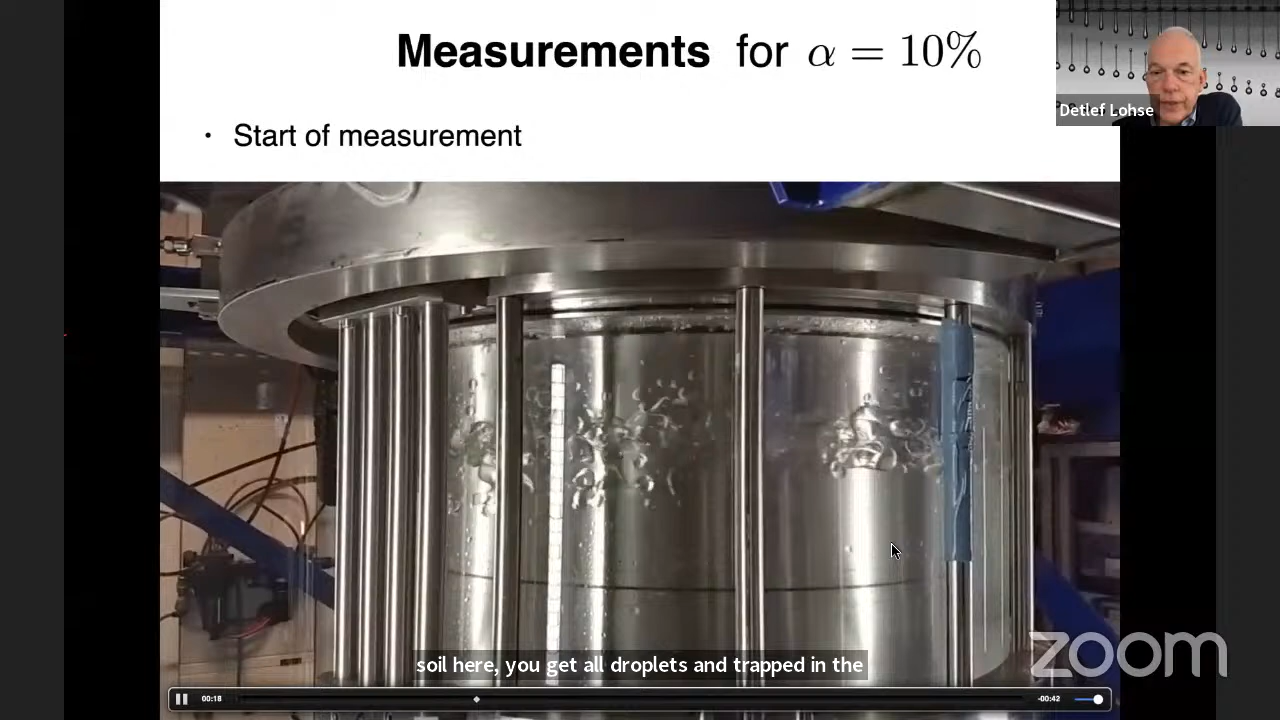 Measurements for α = 10%
Detlef Lohse
• Start of measurement
soil here, you get all droplets and trapped in the
zoom
00:18
-00:42